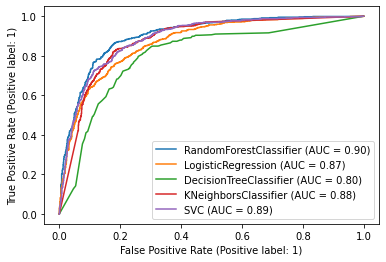 1.0
0.8
0.6
0.4
0.2
0.0
True Positive Rate (Positive label: 1)
RandomForestClassifier (AUC = 0.90)
LogisticRegression (AUC = 0.87)
DecisionTreeClassifier (AUC = 0.80)
KNeighborsClassifier (AUC = 0.88)
SVC (AUC = 0.89)
0.0 0.2 0.4 0.6 0.8 1.0
False Positive Rate (Positive label: 1)